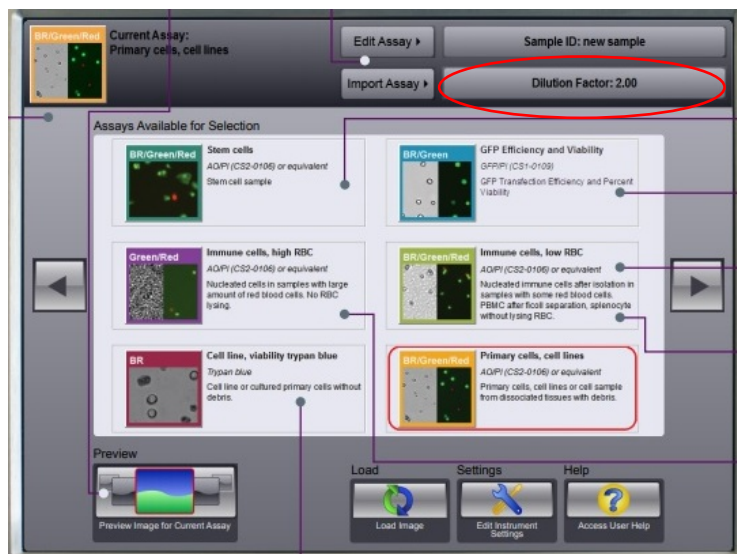 BR/Green/Red
Current Assay:
Primary cells, cell lines
Edit Assay
Sample ID: new sample
Import Assay
Dilution Factor: 2.00
Assays Available for Selection
BR/Green/Red
Stem cells
AO/PI (CS2-0106) or equivalent
Stem cell sample
BR/Green
GFP Efficiency and Viability
GFP/PI (CS1-0109)
GFP Transfection Efficiency and Percent
Viability
Green/Red
Immune cells, high RBC
AO/PI (CS2-0106) or equivalent
Nucleated cells in samples with large
amount of red blood cells. No RBC
lysing.
BR/Green/Red
Immune cells, low RBC
AO/PI (CS2-0106) or equivalent
Nucleated immune cells after isolation in
samples with some red blood cells.
PBMC after ficoll separation, splenocyte
without lysing RBC.
BR
Cell line, viability trypan blue
Trypan blue
Cell line or cultured primary cells without
debris.
BR/Green/Red
Primary cells, cell lines
AO/PI (CS2-0106) or equivalent
Primary cells, cell lines or cell sample
from dissociated tissues with debris.
Preview
Preview Image for Current Assay
Load
Load Image
Settings
Edit Instrument
Settings
Help
Access User Help